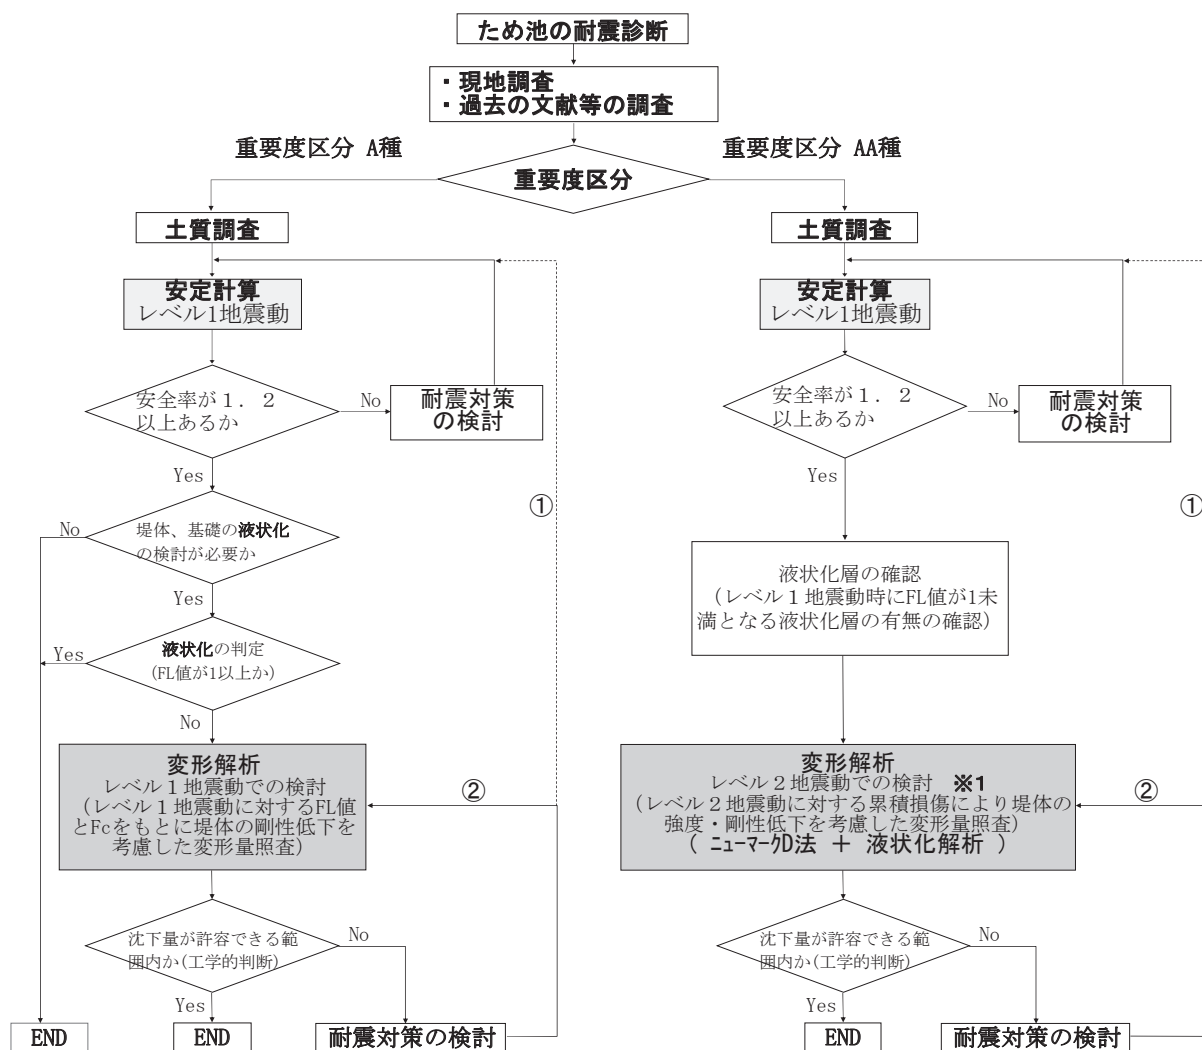 ため池の耐震診断
・現地調査
・過去の文献等の調査
重要度区分 A種
重要度区分 AA種
重要度区分
土質調査
安定計算
レベル1地震動
安全率が１．２
以上あるか
No
耐震対策
の検討
Yes
①
No
堤体、基礎の液状化
の検討が必要か
Yes
Yes
液状化の判定
(FL値が1以上か)
No
変形解析
レベル１地震動での検討
（レベル１地震動に対するFL値
とFcをもとに堤体の剛性低下を
考慮した変形量照査）
②
沈下量が許容できる範
囲内か(工学的判断)
No
Yes
END
END
耐震対策の検討
土質調査
安定計算
レベル1地震動
安全率が１．２
以上あるか
No
耐震対策
の検討
Yes
①
液状化層の確認
（レベル１地震動時にFL値が1未
満となる液状化層の有無の確認）
変形解析
レベル２地震動での検討 ※1
（レベル２地震動に対する累積損傷により堤体の
強度・剛性低下を考慮した変形量照査）
（ ﾆｭｰﾏｰｸD法 ＋ 液状化解析 ）
②
沈下量が許容できる範
囲内か(工学的判断)
No
Yes
END
耐震対策の検討